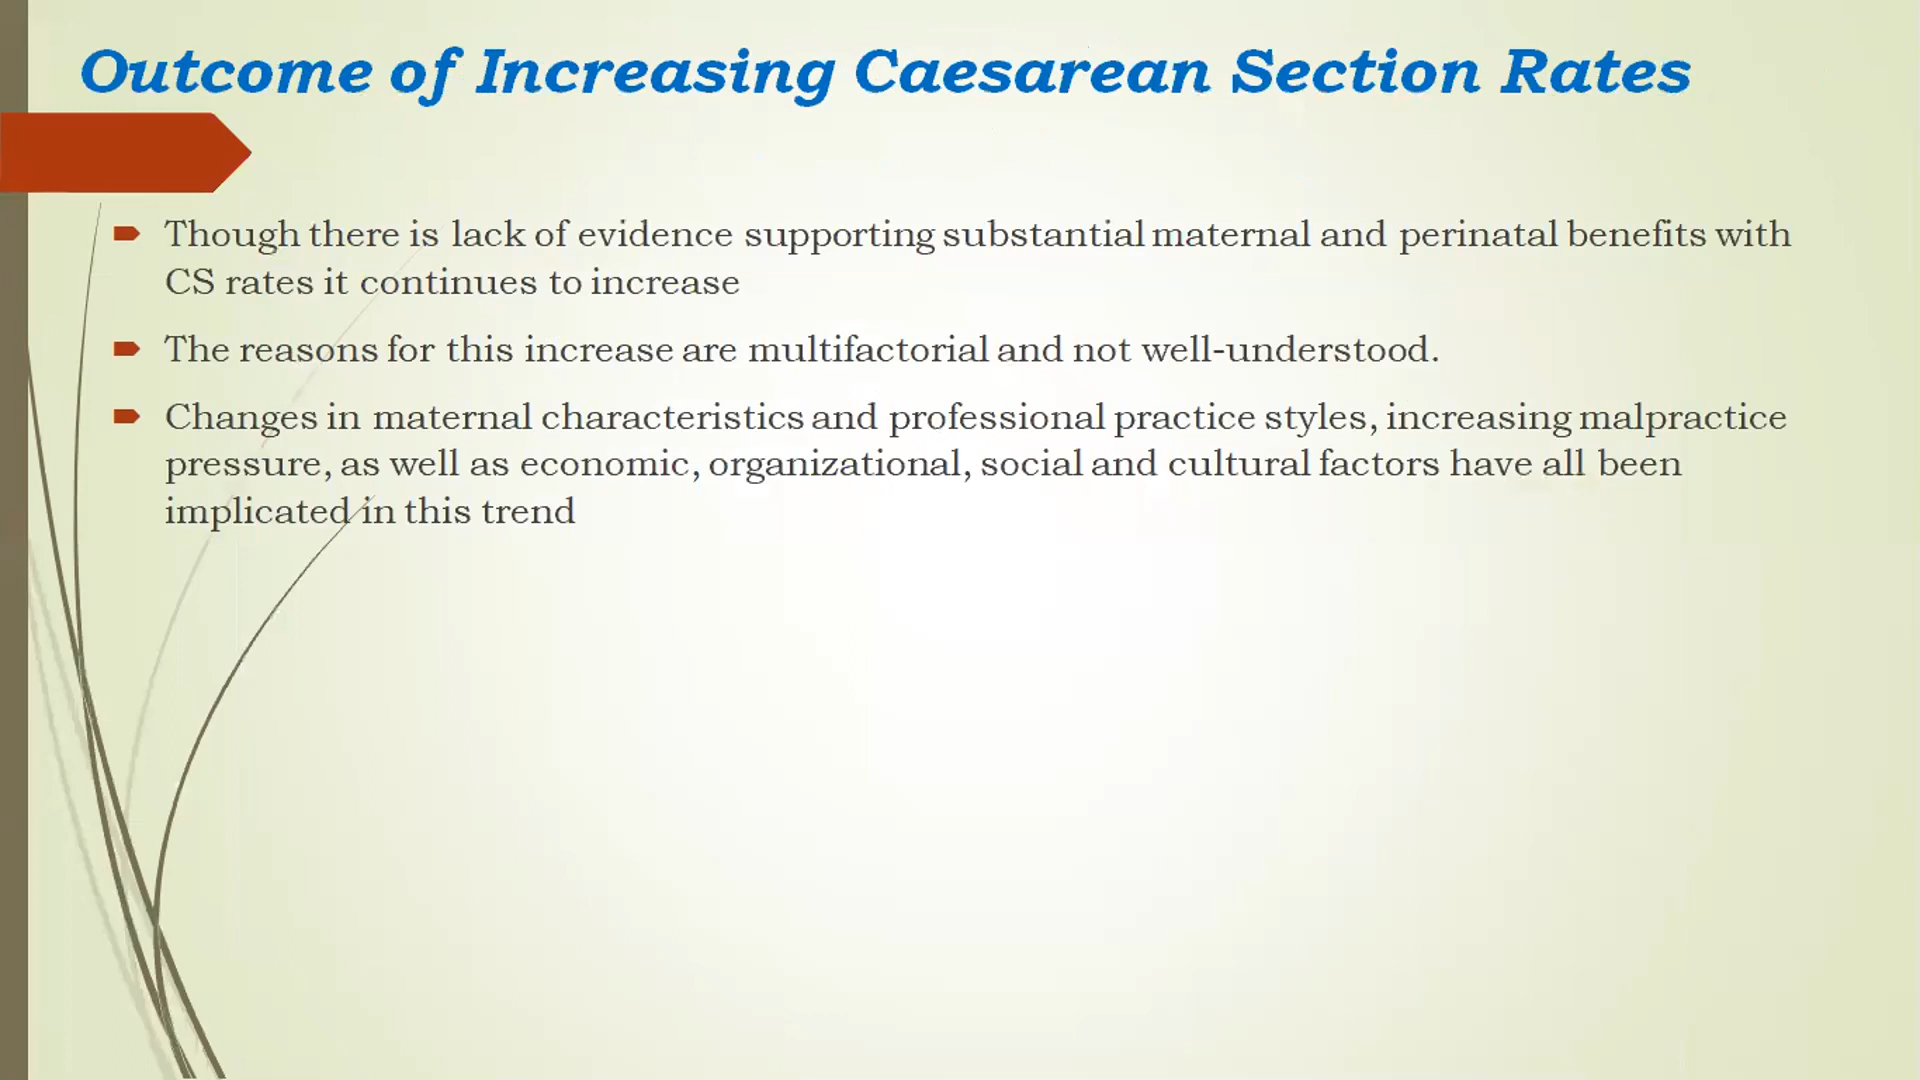 Outcome of Increasing Caesarean Section Rates
Though there is lack of evidence supporting substantial maternal and perinatal benefits with
CS rates it continues to increase
The reasons for this increase are multifactorial and not well-understood.
Changes in maternal characteristics and professional practice styles, increasing malpractice
pressure, as well as economic, organizational, social and cultural factors have all been
implicated in this trend